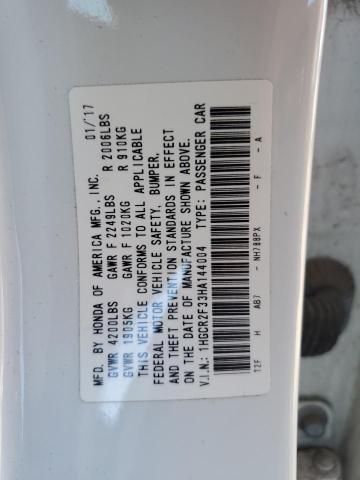 MFD. BY HONDA OF AMERICA MFG., INC. 01/'17
GVWR 4200LBS GAWR F 2249LBS R 2006LBS
GVWR 1905KG GAWR F 1020KG R 910KG
THIS VEHICLE CONFORMS TO ALL APPLICABLE
FEDERAL MOTOR VEHICLE SAFETY, BUMPER,
AND THEFT PREVENTION STANDARDS IN EFFECT
ON THE DATE OF MANUFACTURE SHOWN ABOVE.
V.I.N.: 1HGCR2F33HA144004 TYPE: PASSENGER CAR
T2F H AB7 - NH788PX - F - A